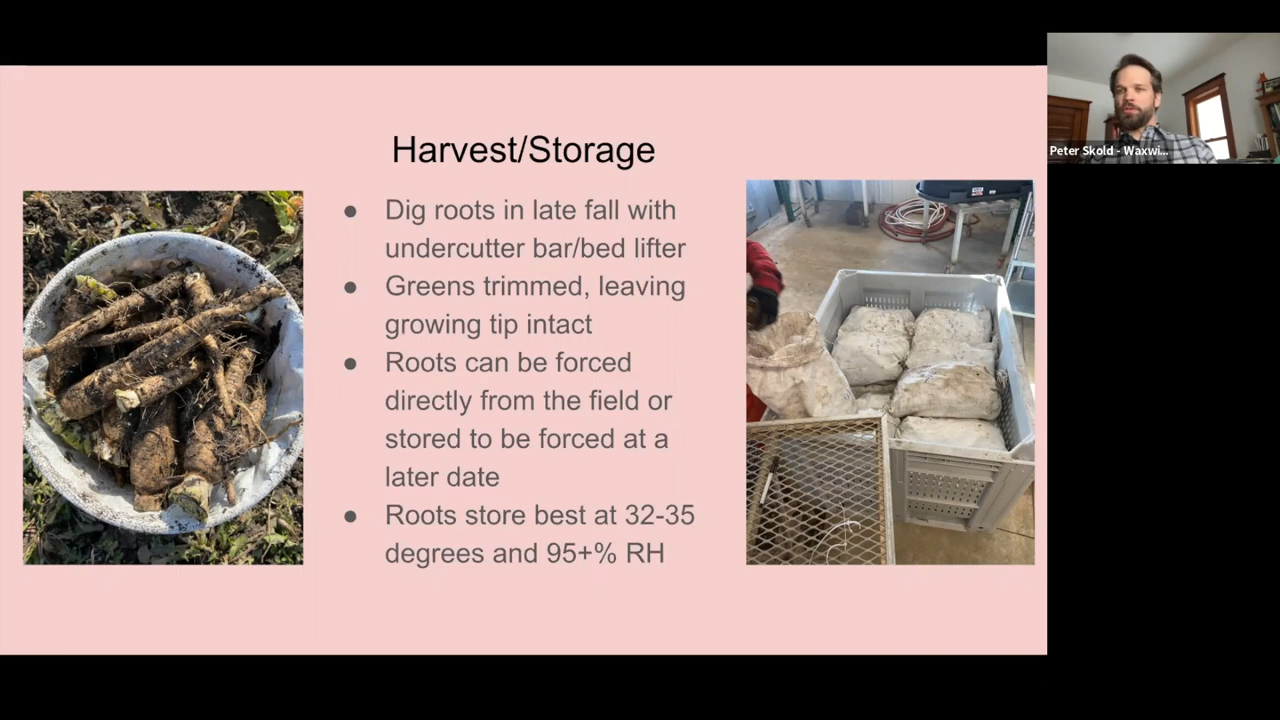 Harvest/Storage
● Dig roots in late fall with
undercutter bar/bed lifter
● Greens trimmed, leaving
growing tip intact
● Roots can be forced
directly from the field or
stored to be forced at a
later date
● Roots store best at 32-35
degrees and 95+% RH
Peter Skold - Waxwi...